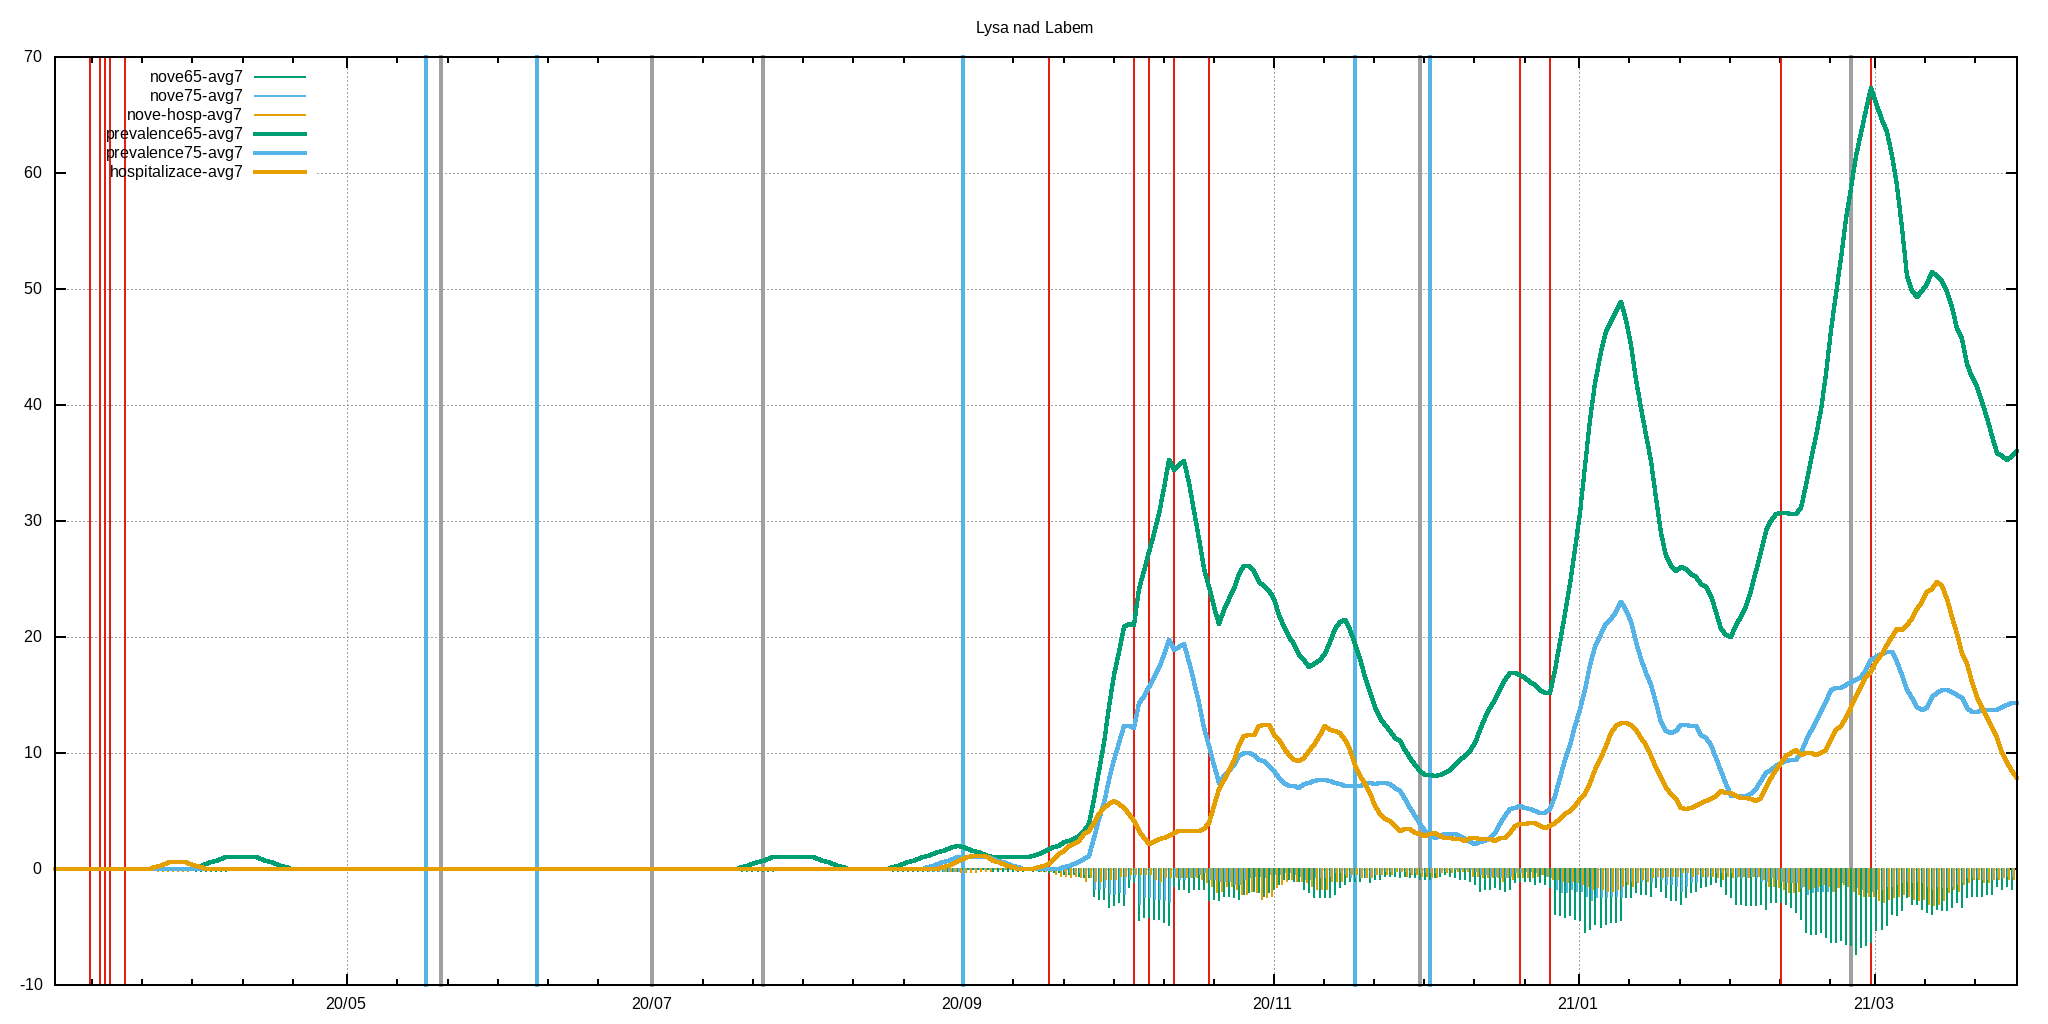 Lysa nad Labem
70
60
50
40
30
20
10
0
-10
nove65-avg7
nove75-avg7
nove-hosp-avg7
prevalence65-avg7
prevalence75-avg7
hospitalizace-avg7
20/05
20/07
20/09
20/11
21/01
21/03